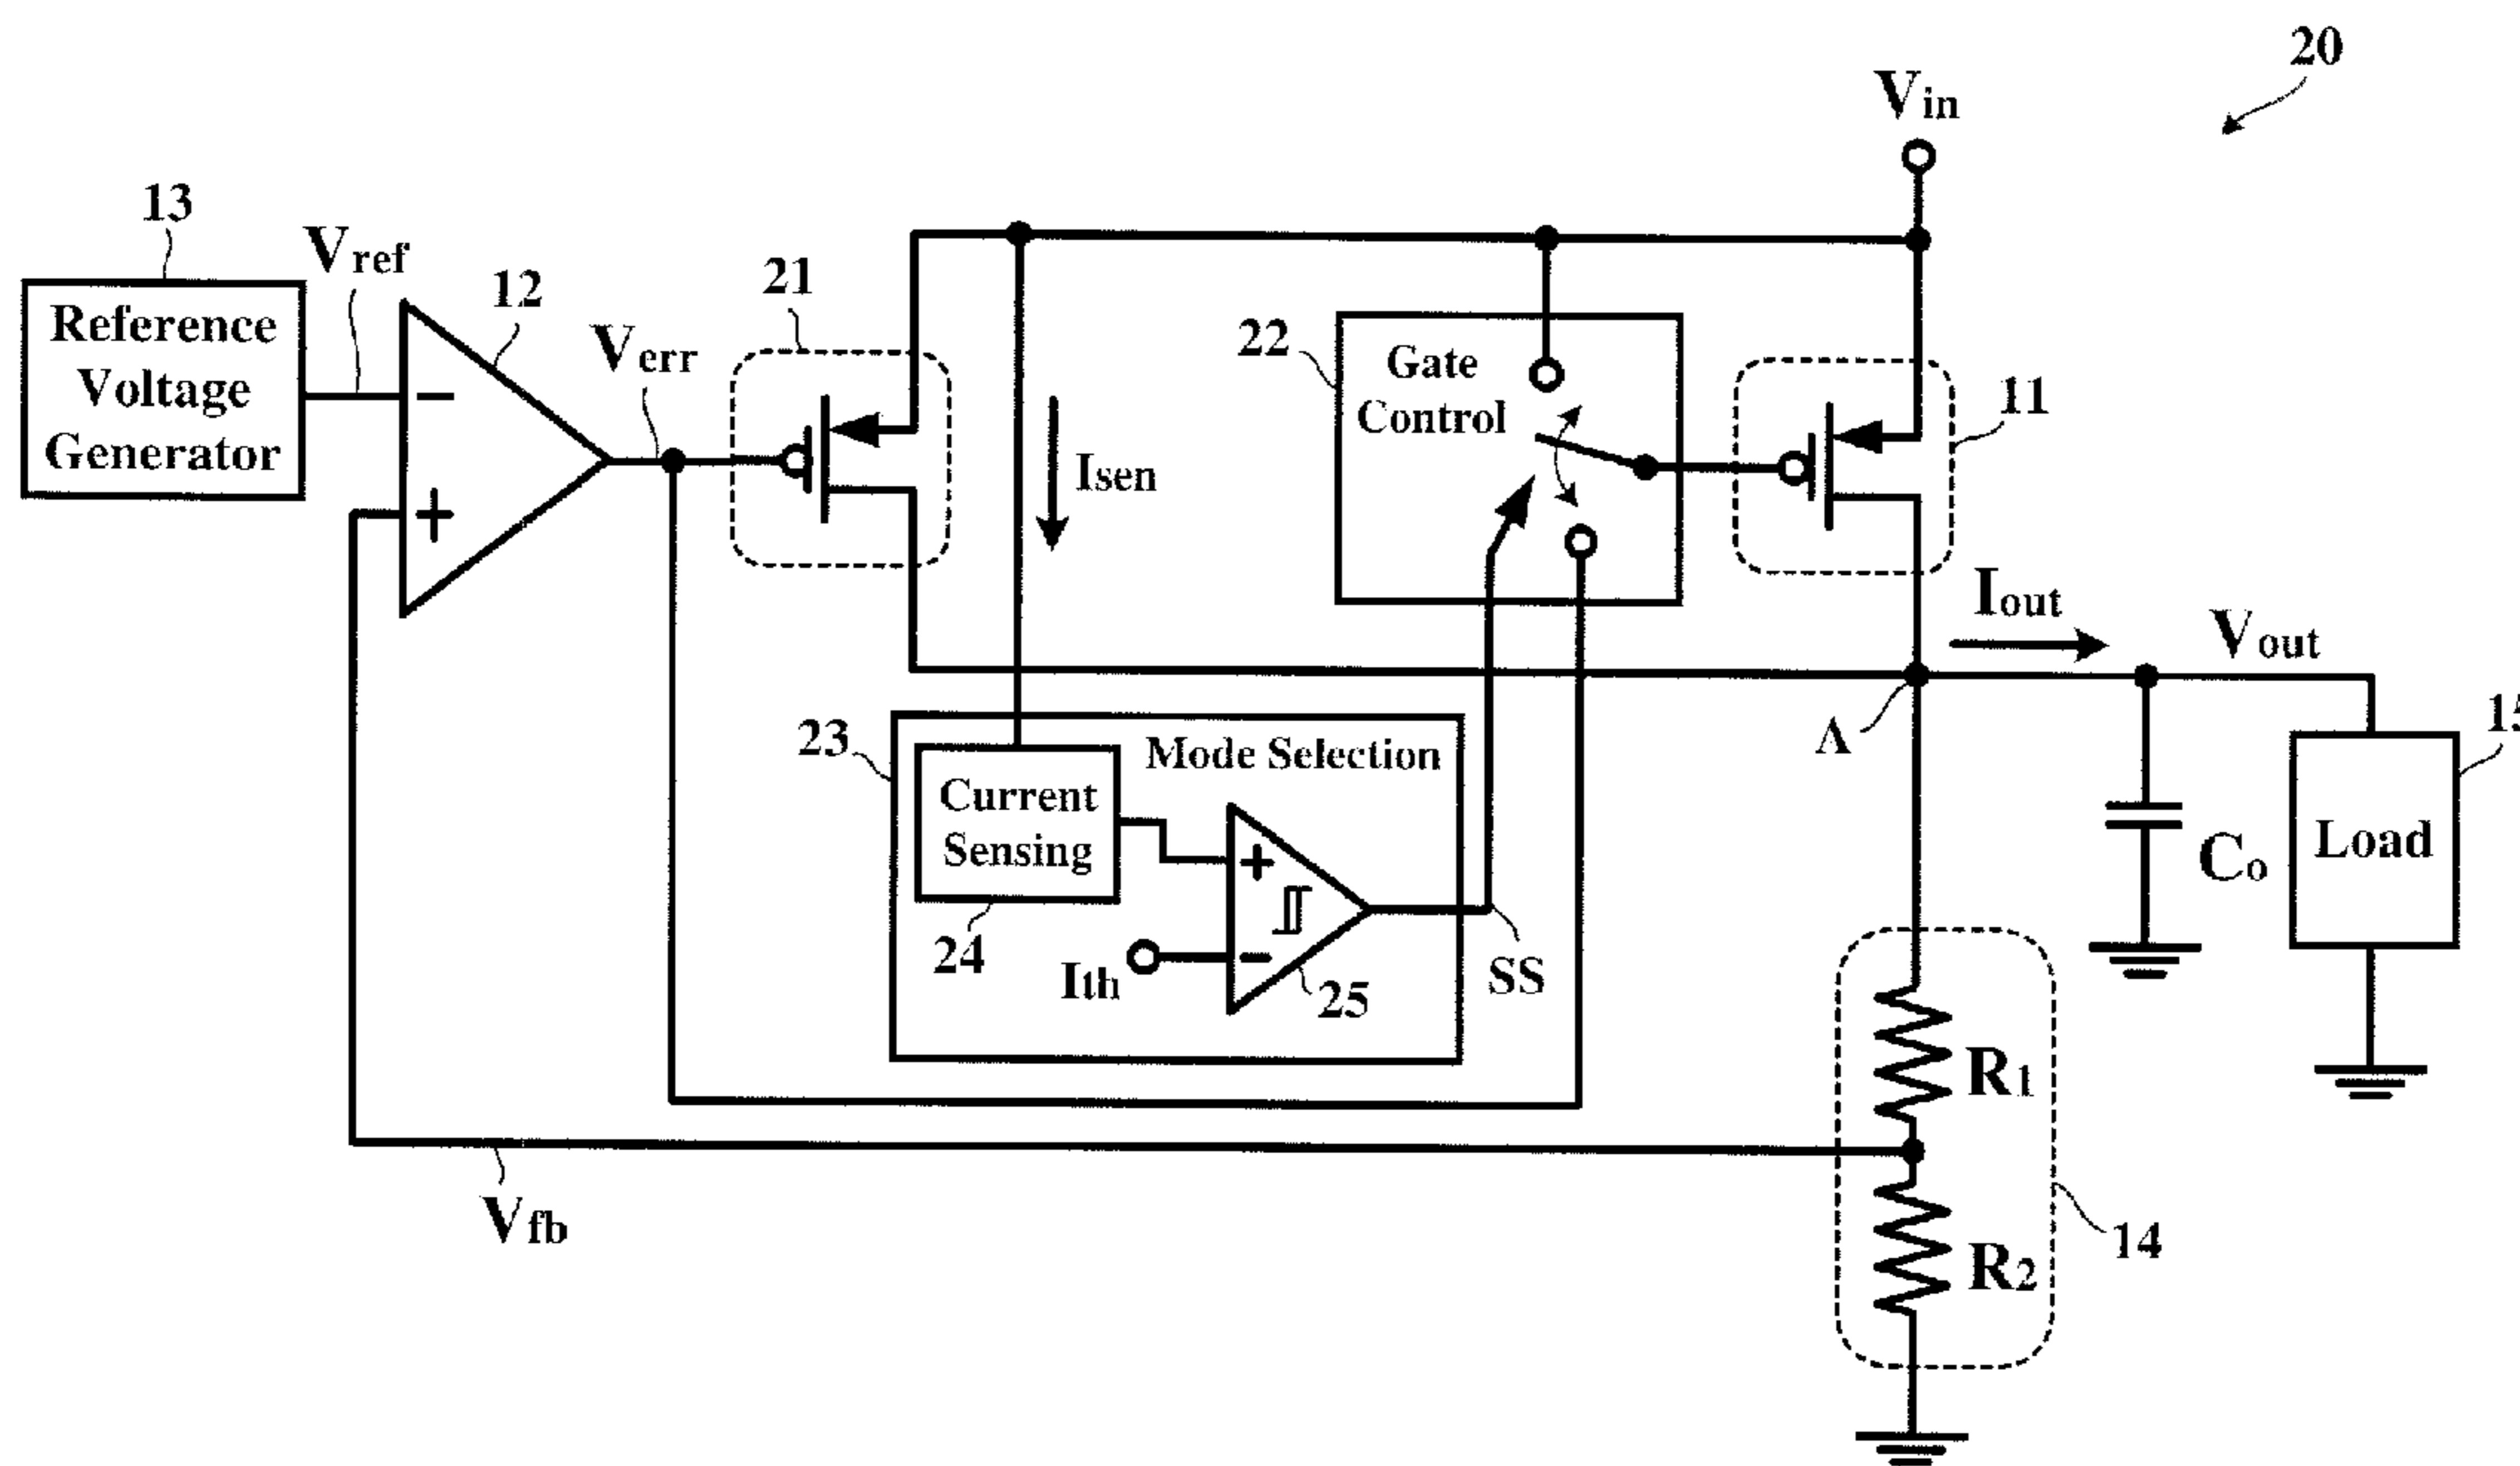 20
Vin
13
Vref
12
21
Verr
Reference
Voltage
Generator
−
+
22
Gate
Control
11
Isen
Iout
Vout
A
15
23
Mode Selection
Current
Sensing
24
+
−
Ith
25
SS
Co
Load
R1
R2
14
Vfb